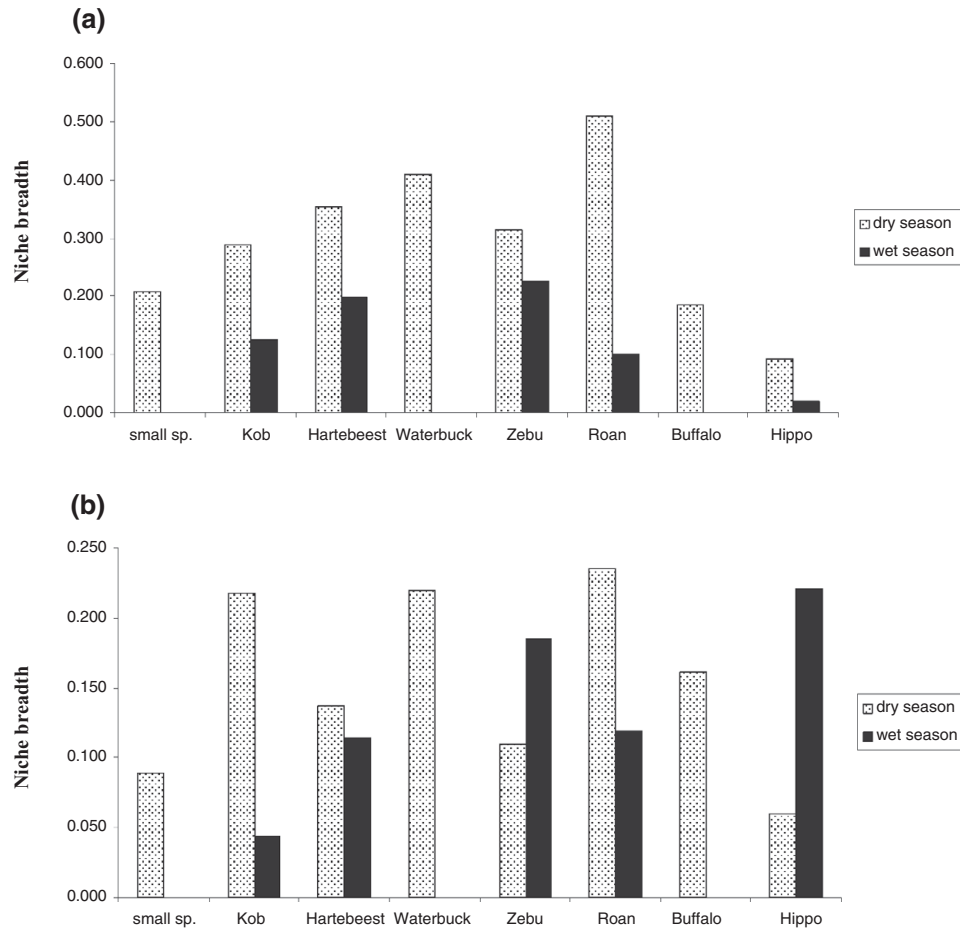 (a)
Niche breadth
0.600
0.500
0.400
0.300
0.200
0.100
0.000
small sp. Kob Hartebeest Waterbuck Zebu Roan Buffalo Hippo
dry season
wet season
(b)
Niche breadth
0.250
0.200
0.150
0.100
0.050
0.000
small sp. Kob Hartebeest Waterbuck Zebu Roan Buffalo Hippo
dry season
wet season